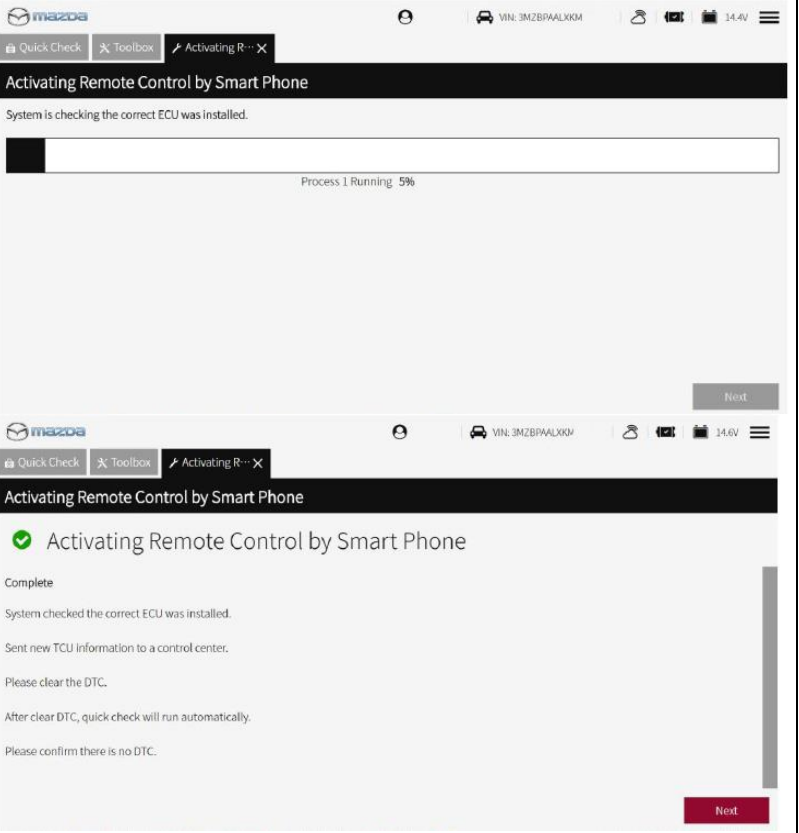 mazda
VIN: 3MZBPAALXKM
14.4V
Quick Check
Toolbox
Activating R···
Activating Remote Control by Smart Phone
System is checking the correct ECU was installed.
Process 1 Running 5%
Next
mazda
VIN: 3MZBPAALXKM
14.6V
Quick Check
Toolbox
Activating R···
Activating Remote Control by Smart Phone
Activating Remote Control by Smart Phone
Complete
System checked the correct ECU was installed.
Sent new TCU information to a control center.
Please clear the DTC.
After clear DTC, quick check will run automatically.
Please confirm there is no DTC.
Next